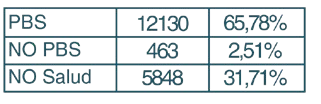 PBS 12130 65,78%
NO PBS 463 2,51%
NO Salud 5848 31,71%